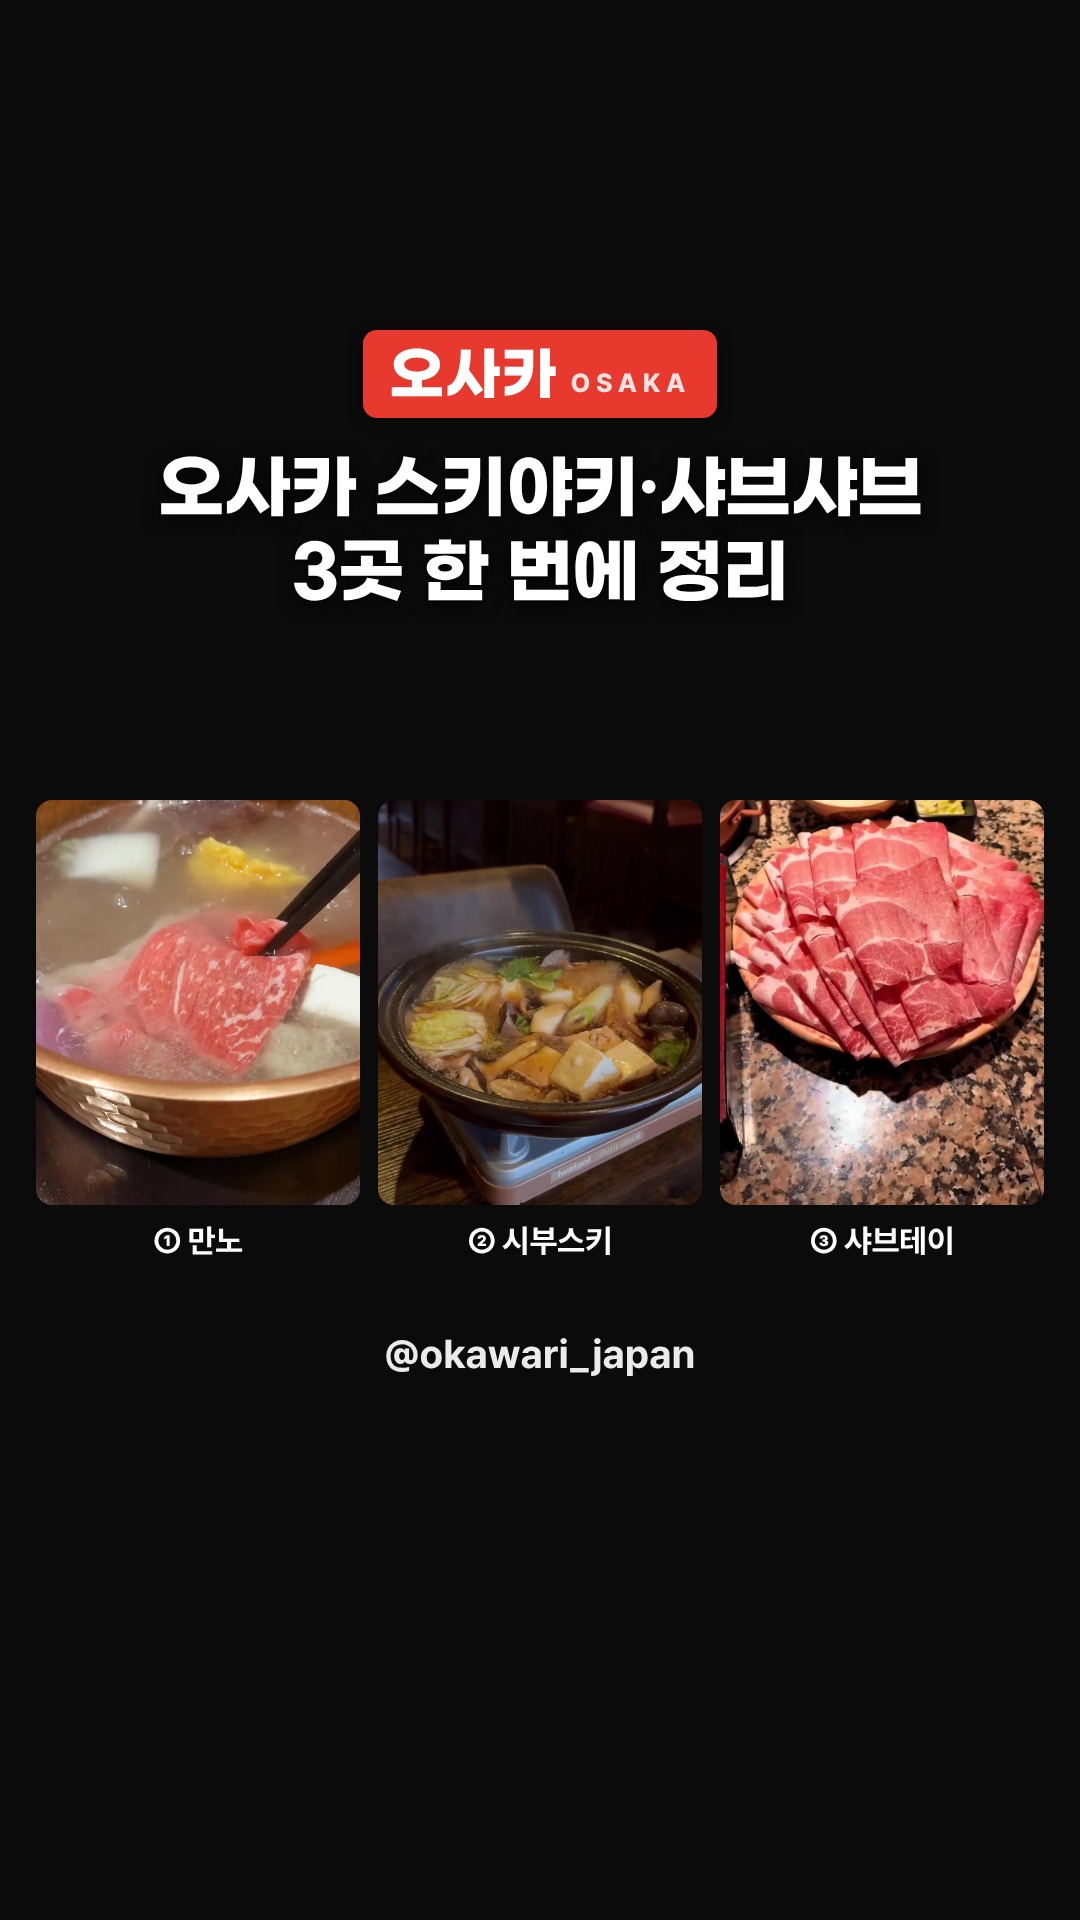 오사카 OSAKA
오사카 스키야키·샤브샤브
3곳 한 번에 정리
① 만노
② 시부스키
③ 샤브테이
@okawari_japan
Iwatani